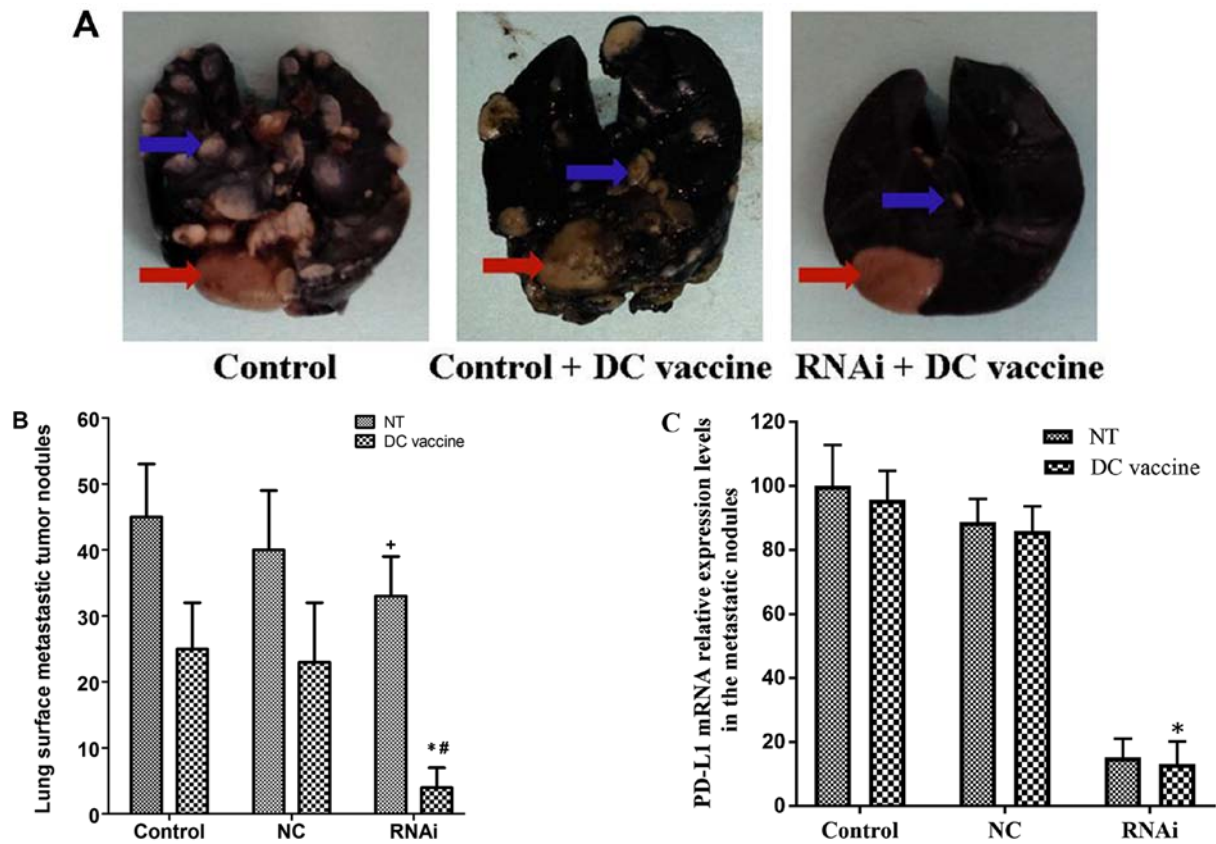 A
Control
Control + DC vaccine
RNAi + DC vaccine
B
Lung surface metastastic tumor nodules
60
50
40
30
20
10
0
NT
DC vaccine
+
*#
Control
NC
RNAi
C
PD-L1 mRNA relative expression levels
in the metastatic nodules
120
100
80
60
40
20
0
NT
DC vaccine
*
Control
NC
RNAi